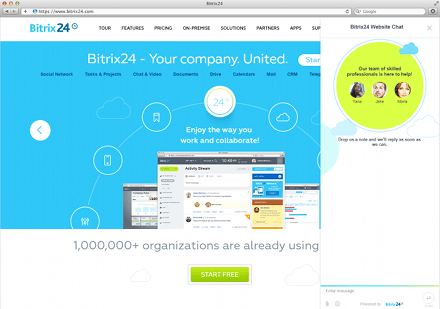 Bitrix24
https://www.bitrix24.com
Google
Bitrix24
TOUR FEATURES PRICING ON-PREMISE SOLUTIONS PARTNERS APPS SUPP
Bitrix24 Website Chat
Bitrix24 - Your company. United.
Star
Social Network Tasks & Projects Chat & Video Documents Drive Calendars Mail CRM Telep
24
Enjoy the way you
work and collaborate!
Activity Stream
Our team of skilled
professionals is here to help!
Yana Jake Maria
Drop us a note and we'll reply as soon as
we can.
1,000,000+ organizations are already using
START FREE
Enter message
Powered by Bitrix24